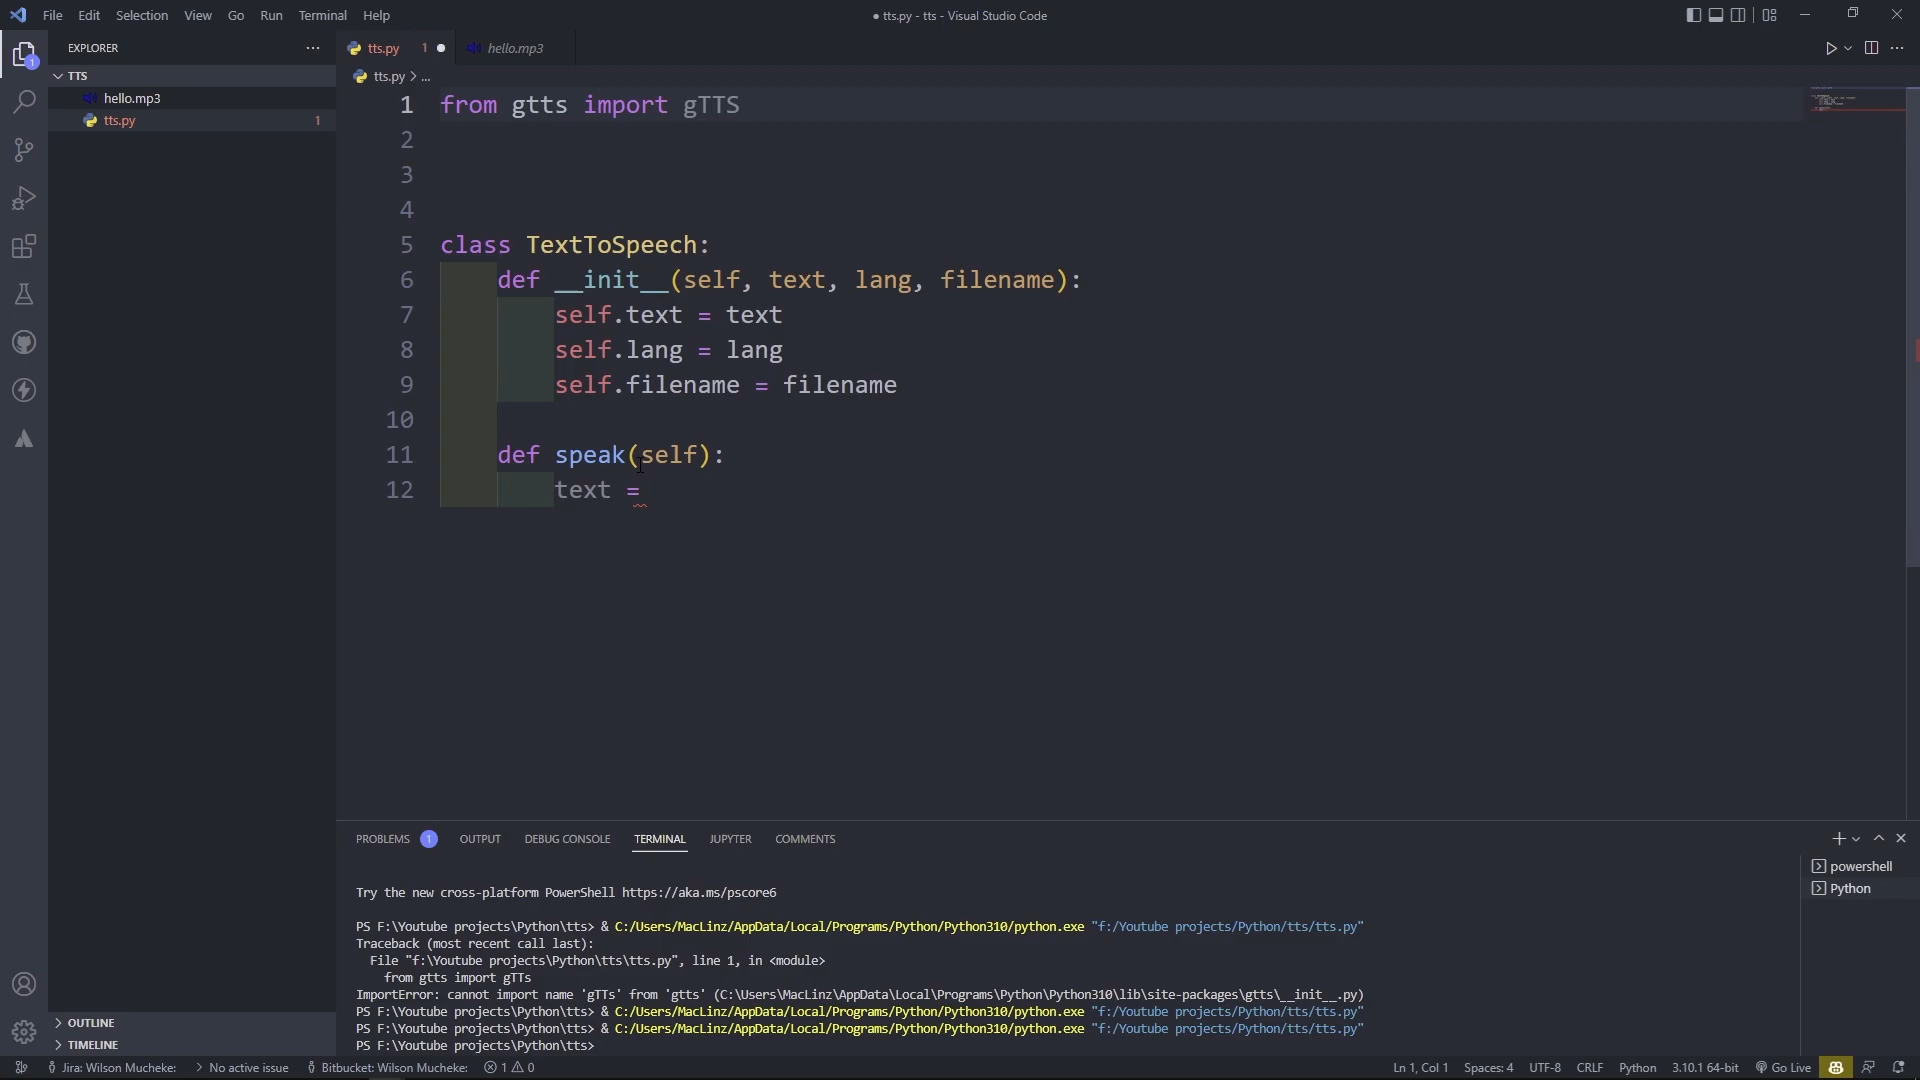 File Edit Selection View Go Run Terminal Help
● tts.py - tts - Visual Studio Code
EXPLORER
TTS
hello.mp3
tts.py 1
OUTLINE
TIMELINE
1
tts.py 1
hello.mp3
tts.py > ...
1 from gtts import gTTS
2
3
4
5 class TextToSpeech:
6 def __init__(self, text, lang, filename):
7 self.text = text
8 self.lang = lang
9 self.filename = filename
10
11 def speak(self):
12 text =
PROBLEMS 1 OUTPUT DEBUG CONSOLE TERMINAL JUPYTER COMMENTS
powershell
Python
Try the new cross-platform PowerShell https://aka.ms/pscore6
PS F:\Youtube projects\Python\tts> & C:/Users/MacLinz/AppData/Local/Programs/Python/Python310/python.exe "f:/Youtube projects/Python/tts/tts.py"
Traceback (most recent call last):
File "f:\Youtube projects\Python\tts\tts.py", line 1, in <module>
from gtts import gTTs
ImportError: cannot import name 'gTTs' from 'gtts' (C:\Users\MacLinz\AppData\Local\Programs\Python\Python310\lib\site-packages\gtts\__init__.py)
PS F:\Youtube projects\Python\tts> & C:/Users/MacLinz/AppData/Local/Programs/Python/Python310/python.exe "f:/Youtube projects/Python/tts/tts.py"
PS F:\Youtube projects\Python\tts> & C:/Users/MacLinz/AppData/Local/Programs/Python/Python310/python.exe "f:/Youtube projects/Python/tts/tts.py"
PS F:\Youtube projects\Python\tts>
Jira: Wilson Mucheke: > No active issue Bitbucket: Wilson Mucheke: 1 0 Ln 1, Col 1 Spaces: 4 UTF-8 CRLF Python 3.10.1 64-bit Go Live